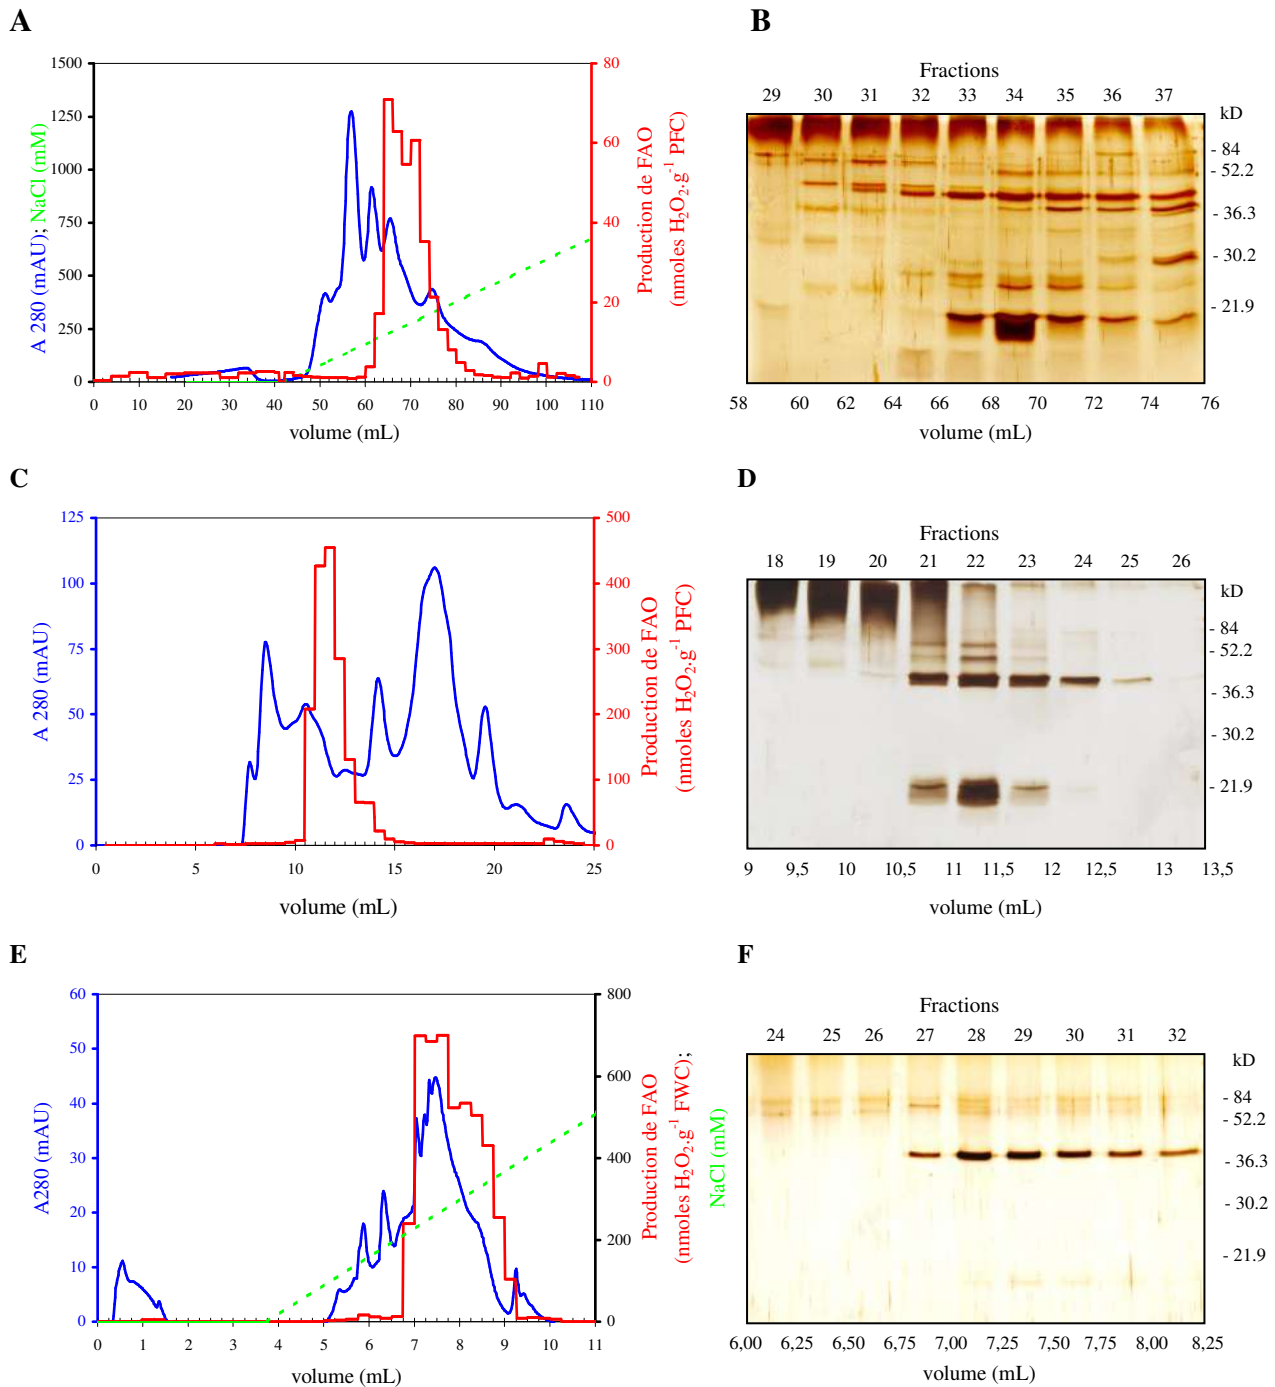 A
B
1500
1250
1000
750
500
250
0
A 280 (mAU); NaCl (mM)
80
60
40
20
0
Production de FAO
(nmoles H₂O₂.g⁻¹ PFC)
0 10 20 30 40 50 60 70 80 90 100 110
volume (mL)
Fractions
29 30 31 32 33 34 35 36 37
kD
- 84
- 52.2
- 36.3
- 30.2
- 21.9
58 60 62 64 66 68 70 72 74 76
volume (mL)
C
D
125
100
75
50
25
0
A 280 (mAU)
500
400
300
200
100
0
Production de FAO
(nmoles H₂O₂.g⁻¹ PFC)
0 5 10 15 20 25
volume (mL)
Fractions
18 19 20 21 22 23 24 25 26
kD
- 84
- 52.2
- 36.3
- 30.2
- 21.9
9 9,5 10 10,5 11 11,5 12 12,5 13 13,5
volume (mL)
E
F
60
50
40
30
20
10
0
A280 (mAU)
800
600
400
200
0
Production de FAO
(nmoles H₂O₂.g⁻¹ FWC);
NaCl (mM)
0 1 2 3 4 5 6 7 8 9 10 11
volume (mL)
Fractions
24 25 26 27 28 29 30 31 32
kD
- 84
- 52.2
- 36.3
- 30.2
- 21.9
6,00 6,25 6,50 6,75 7,00 7,25 7,50 7,75 8,00 8,25
volume (mL)